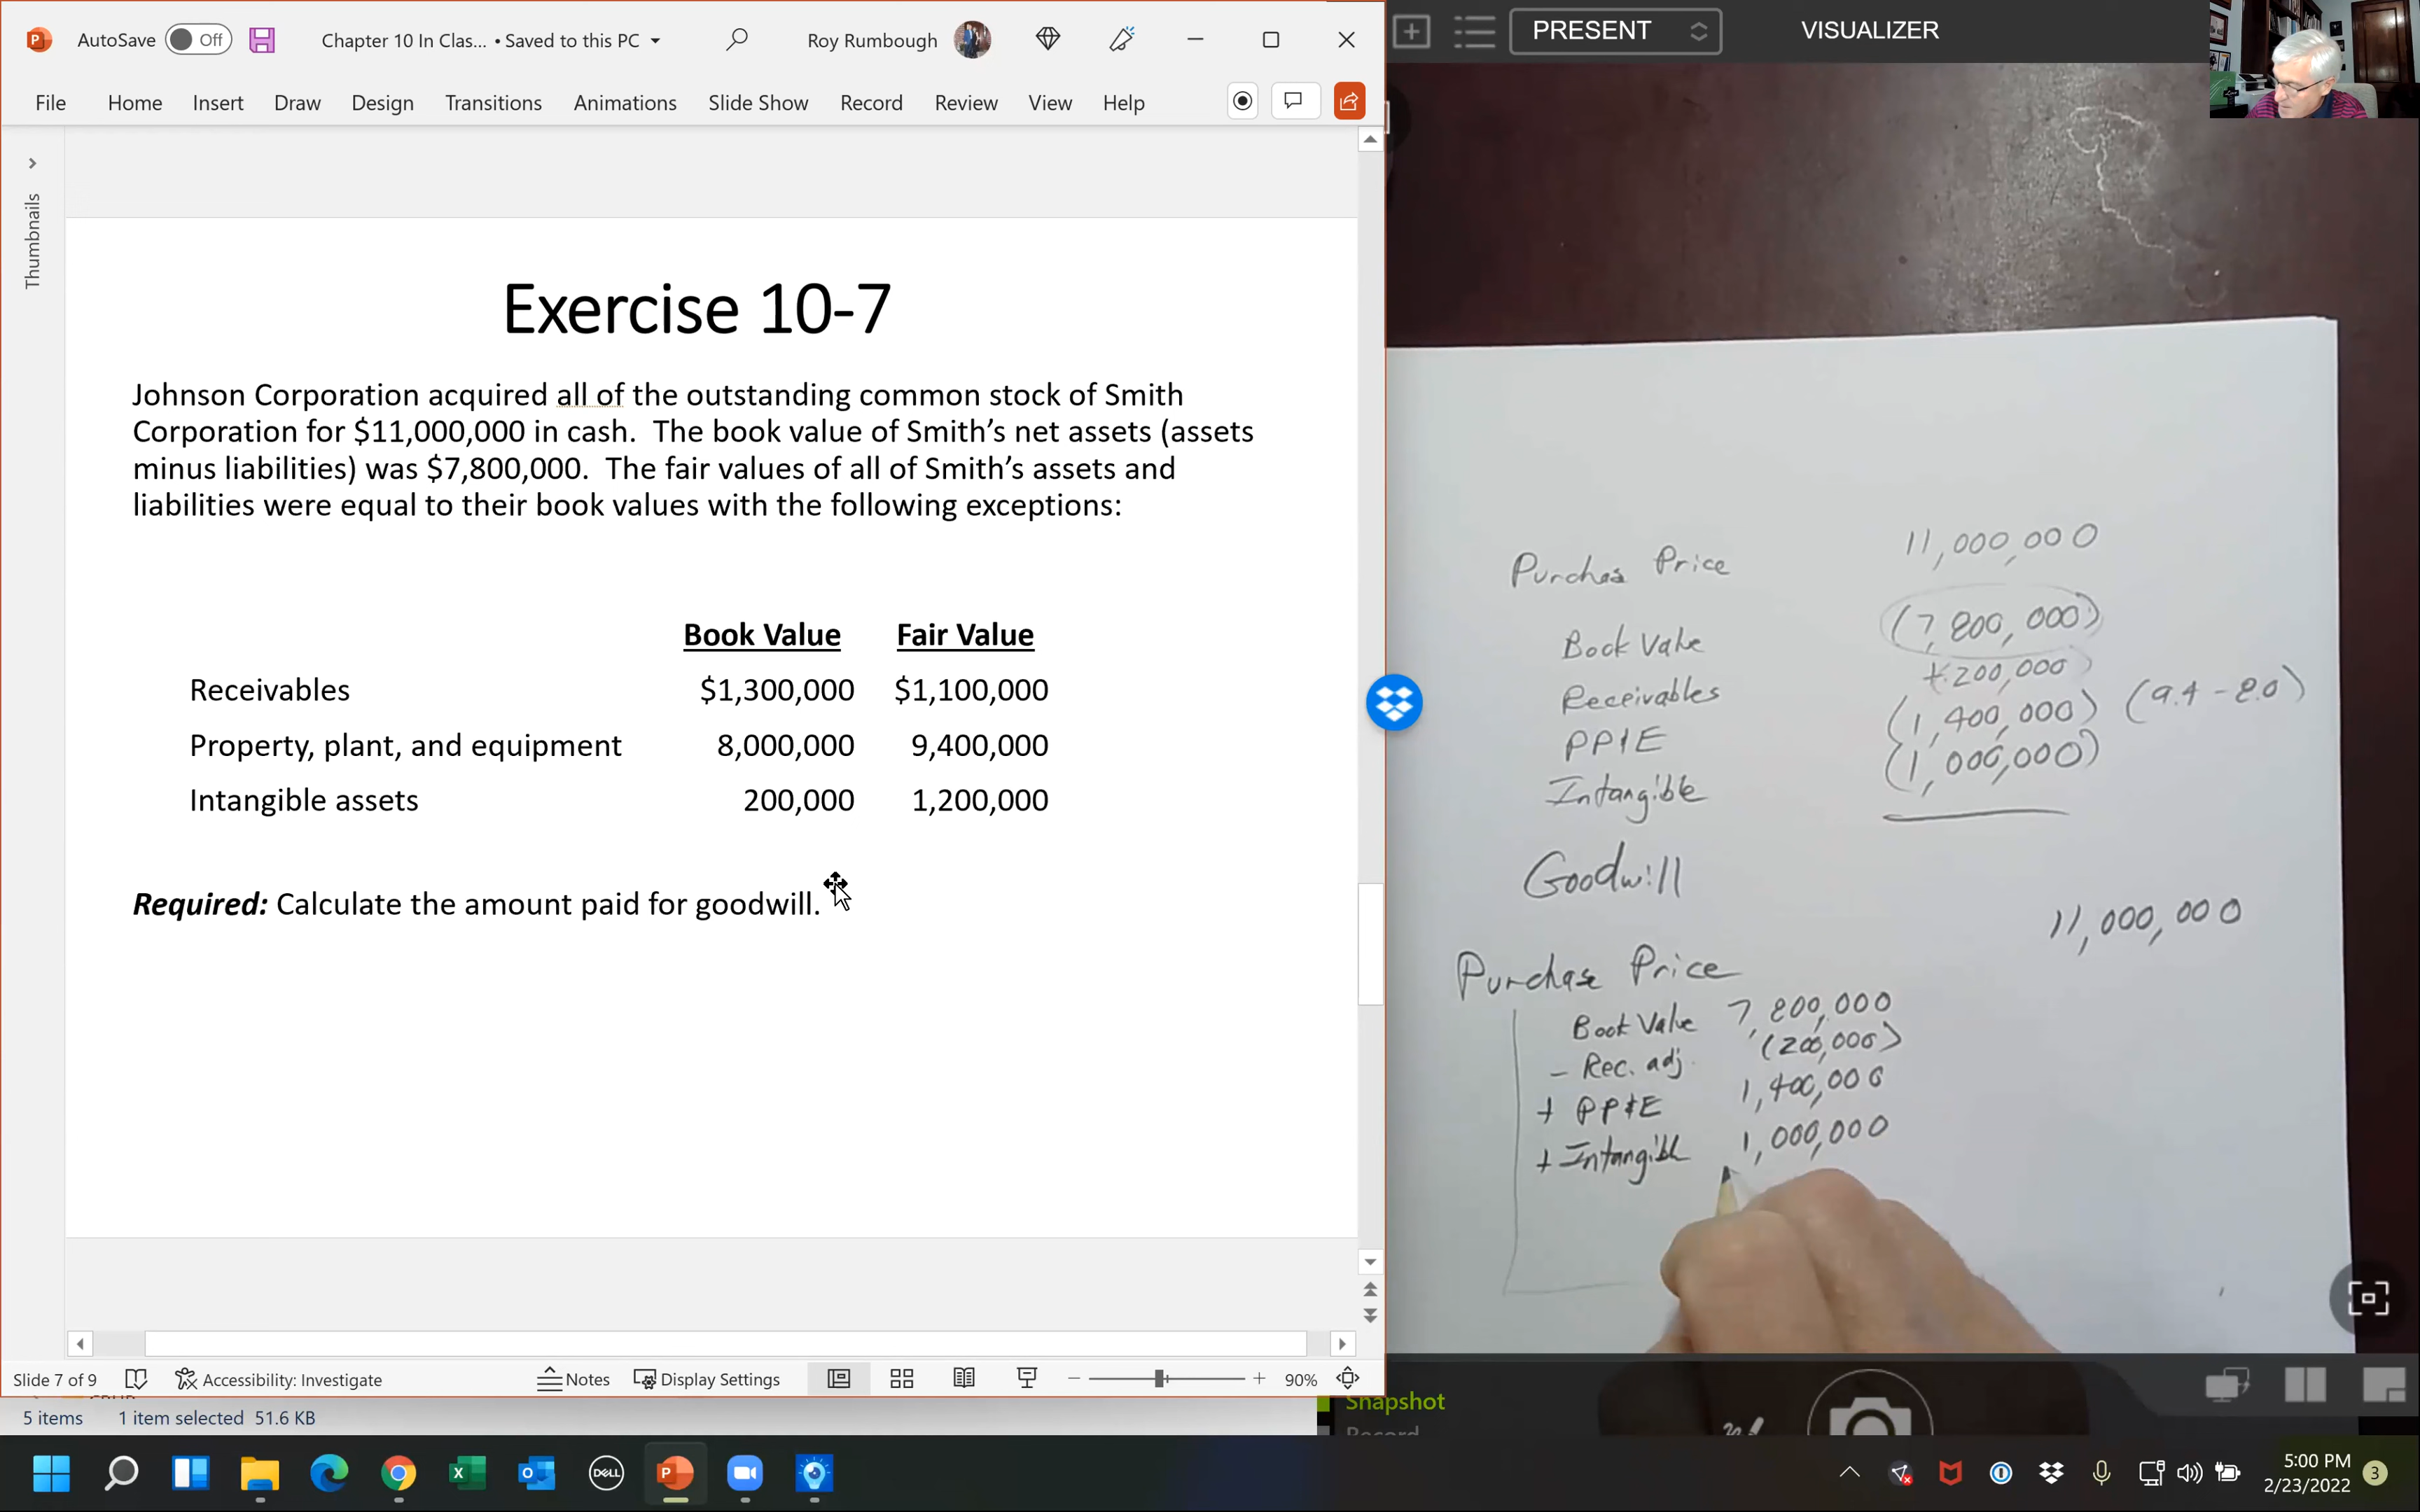 AutoSave Off Chapter 10 In Clas... • Saved to this PC Roy Rumbough
File Home Insert Draw Design Transitions Animations Slide Show Record Review View Help
Thumbnails
Exercise 10-7
Johnson Corporation acquired all of the outstanding common stock of Smith
Corporation for $11,000,000 in cash. The book value of Smith's net assets (assets
minus liabilities) was $7,800,000. The fair values of all of Smith's assets and
liabilities were equal to their book values with the following exceptions:
Book Value Fair Value
Receivables $1,300,000 $1,100,000
Property, plant, and equipment 8,000,000 9,400,000
Intangible assets 200,000 1,200,000
Required: Calculate the amount paid for goodwill.
Slide 7 of 9 Accessibility: Investigate Notes Display Settings 90%
5 items 1 item selected 51.6 KB
PRESENT VISUALIZER
Purchas Price 11,000,000
Book Value (7,800,000)
Receivables +200,000)
PP&E (1,400,000) (9.4 - 8.0)
Intangible (1,000,000)
Goodwill
Purchase Price 11,000,000
Book Value 7,800,000
- Rec. adj. (200,000)
+ PP&E 1,400,000
+ Intangible 1,000,000
Snapshot
Record
DELL
5:00 PM
2/23/2022
3